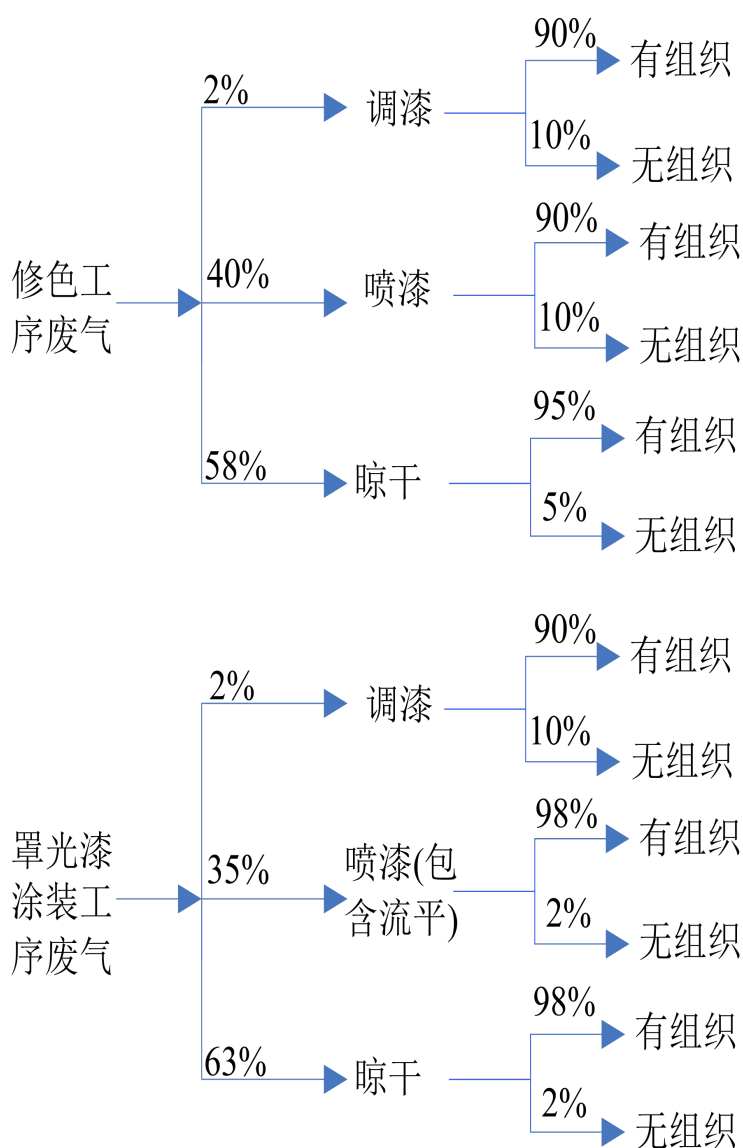 90%
有组织
2%
调漆
10%
无组织
90%
有组织
修色工
序废气
40%
喷漆
10%
无组织
95%
有组织
58%
晾干
5%
无组织
90%
有组织
2%
调漆
10%
无组织
98%
有组织
罩光漆
涂装工
序废气
35%
喷漆(包
含流平)
2%
无组织
98%
有组织
63%
晾干
2%
无组织